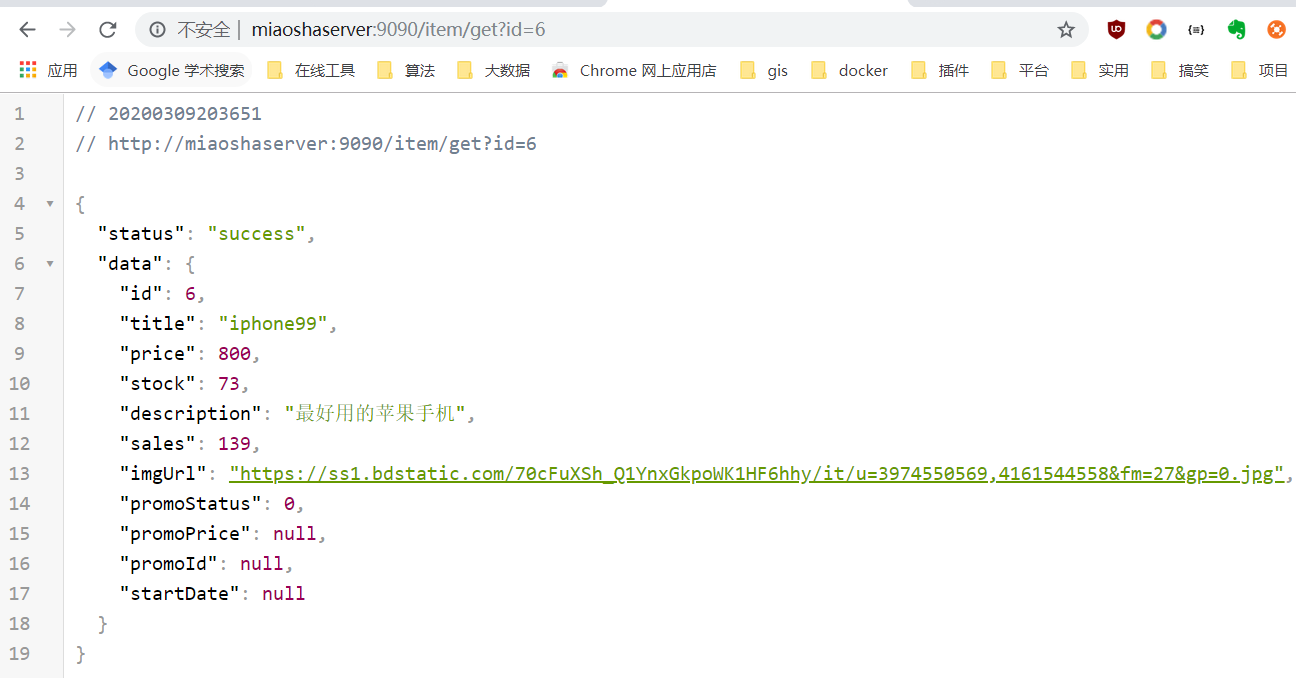 不安全 | miaoshaserver:9090/item/get?id=6
应用 Google 学术搜索 在线工具 算法 大数据 Chrome 网上应用店 gis docker 插件 平台 实用 搞笑 项目
1 // 20200309203651
2 // http://miaoshaserver:9090/item/get?id=6
3
4 {
5 "status": "success",
6 "data": {
7 "id": 6,
8 "title": "iphone99",
9 "price": 800,
10 "stock": 73,
11 "description": "最好用的苹果手机",
12 "sales": 139,
13 "imgUrl": "https://ss1.bdstatic.com/70cFuXSh_Q1YnxGkpoWK1HF6hhy/it/u=3974550569,4161544558&fm=27&gp=0.jpg",
14 "promoStatus": 0,
15 "promoPrice": null,
16 "promoId": null,
17 "startDate": null
18 }
19 }